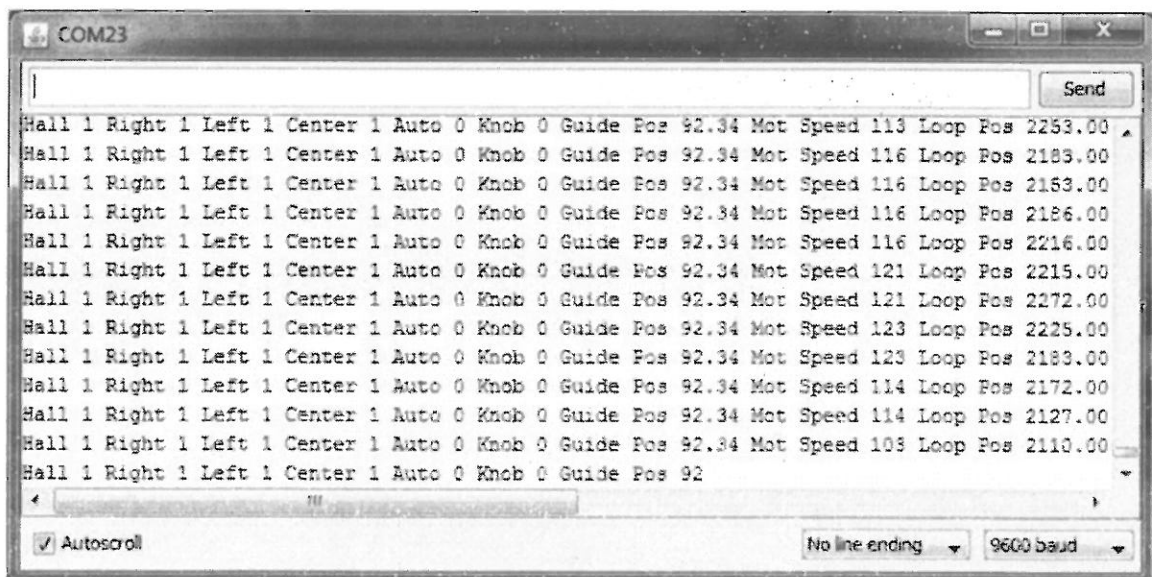 COM23
Send
Hall 1 Right 1 Left 1 Center 1 Auto 0 Knob 0 Guide Pos 92.34 Mot Speed 113 Loop Pos 2253.00
Hall 1 Right 1 Left 1 Center 1 Auto 0 Knob 0 Guide Pos 92.34 Mot Speed 116 Loop Pos 2183.00
Hall 1 Right 1 Left 1 Center 1 Auto 0 Knob 0 Guide Pos 92.34 Mot Speed 116 Loop Pos 2153.00
Hall 1 Right 1 Left 1 Center 1 Auto 0 Knob 0 Guide Pos 92.34 Mot Speed 116 Loop Pos 2186.00
Hall 1 Right 1 Left 1 Center 1 Auto 0 Knob 0 Guide Pos 92.34 Mot Speed 116 Loop Pos 2216.00
Hall 1 Right 1 Left 1 Center 1 Auto 0 Knob 0 Guide Pos 92.34 Mot Speed 121 Loop Pos 2215.00
Hall 1 Right 1 Left 1 Center 1 Auto 0 Knob 0 Guide Pos 92.34 Mot Speed 121 Loop Pos 2272.00
Hall 1 Right 1 Left 1 Center 1 Auto 0 Knob 0 Guide Pos 92.34 Mot Speed 123 Loop Pos 2225.00
Hall 1 Right 1 Left 1 Center 1 Auto 0 Knob 0 Guide Pos 92.34 Mot Speed 123 Loop Pos 2183.00
Hall 1 Right 1 Left 1 Center 1 Auto 0 Knob 0 Guide Pos 92.34 Mot Speed 114 Loop Pos 2172.00
Hall 1 Right 1 Left 1 Center 1 Auto 0 Knob 0 Guide Pos 92.34 Mot Speed 114 Loop Pos 2127.00
Hall 1 Right 1 Left 1 Center 1 Auto 0 Knob 0 Guide Pos 92.34 Mot Speed 103 Loop Pos 2110.00
Hall 1 Right 1 Left 1 Center 1 Auto 0 Knob 0 Guide Pos 92
Autoscroll
No line ending
9600 baud